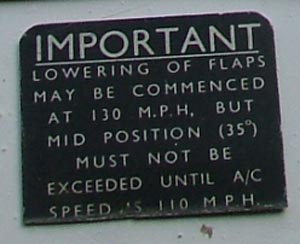 IMPORTANT
LOWERING OF FLAPS
MAY BE COMMENCED
AT 130 M.P.H, BUT
MID POSITION (35°)
MUST NOT BE
EXCEEDED UNTIL A/C
SPEED IS 110 M.P.H.